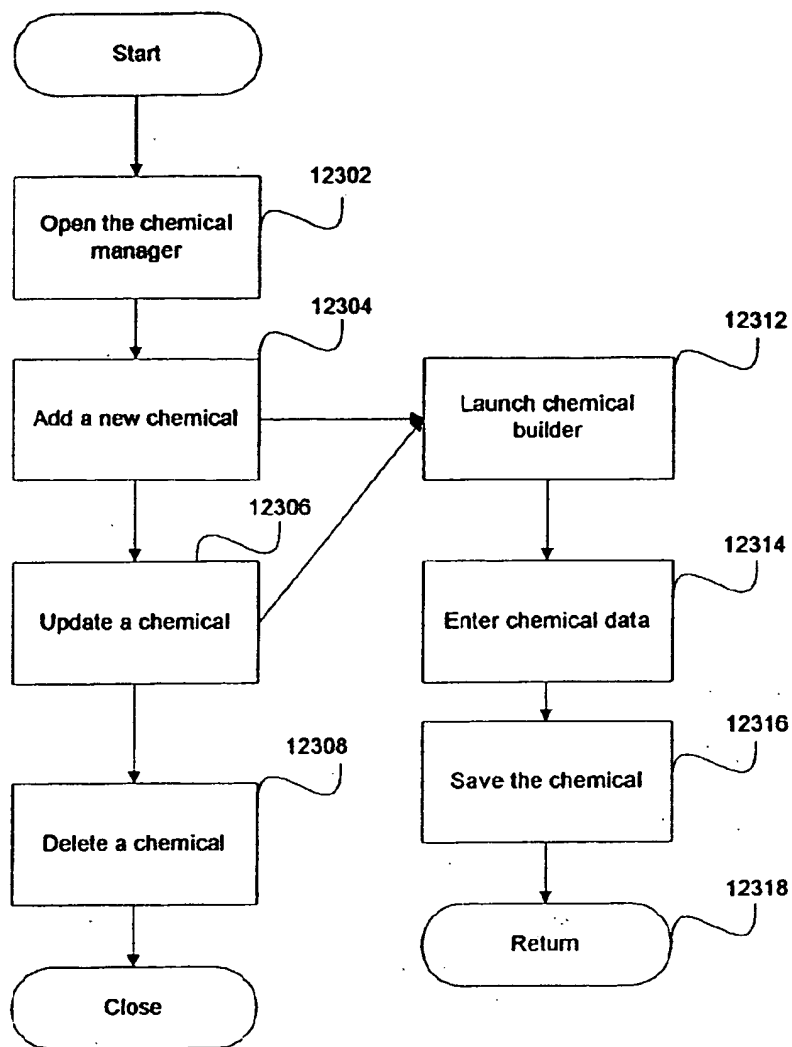 Start
12302
Open the chemical
manager
12304
Add a new chemical
12312
Launch chemical
builder
12306
Update a chemical
12314
Enter chemical data
12308
Delete a chemical
12316
Save the chemical
12318
Return
Close